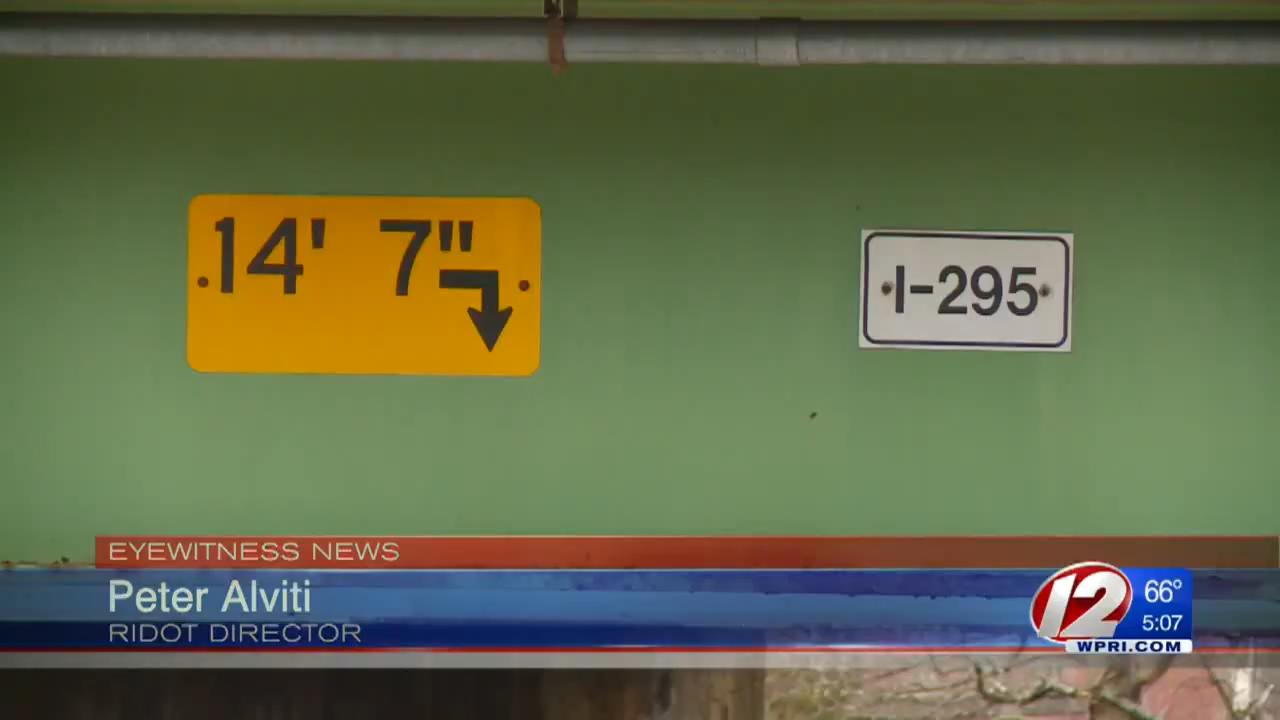 14' 7"
I-295
EYEWITNESS NEWS
Peter Alviti
RIDOT DIRECTOR
12
66°
5:07
WPRI.COM